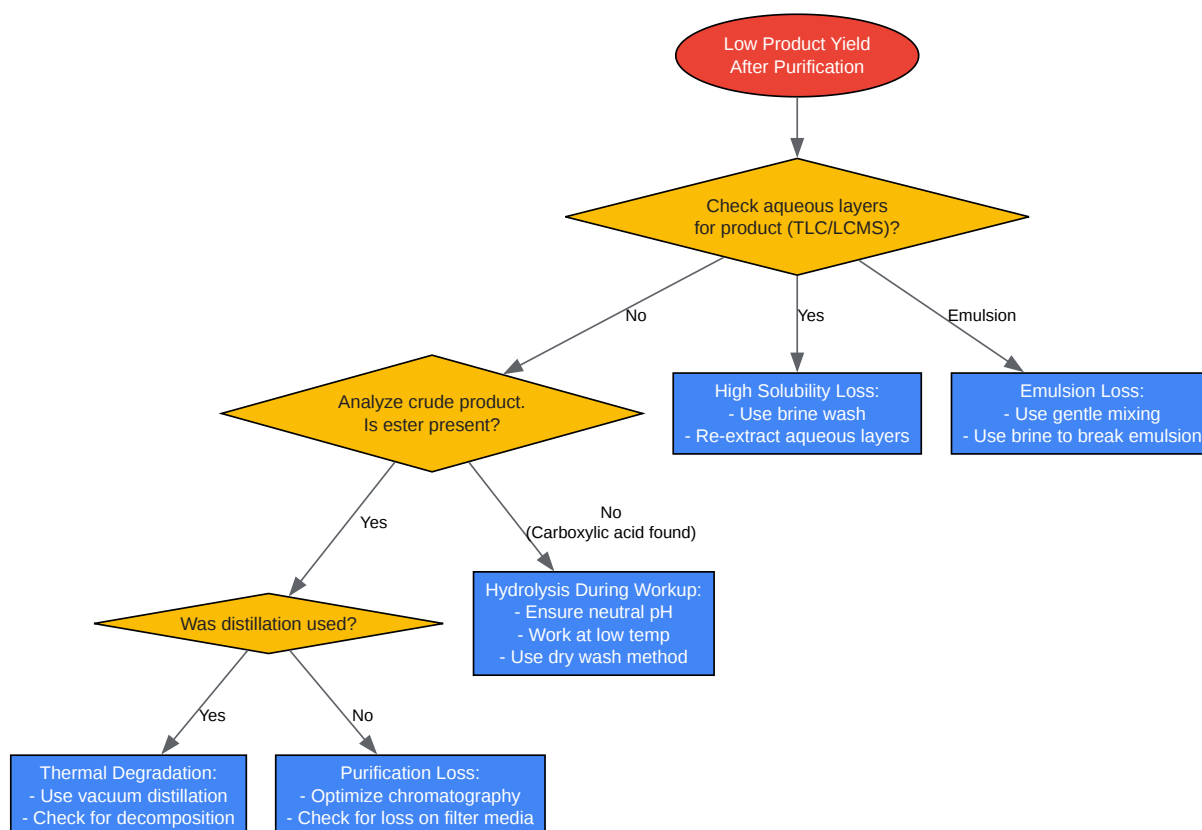 Low Product Yield
After Purification
Check aqueous layers
for product (TLC/LCMS)?
No
Yes
Emulsion
Analyze crude product.
Is ester present?
High Solubility Loss:
- Use brine wash
- Re-extract aqueous layers
Emulsion Loss:
- Use gentle mixing
- Use brine to break emulsion
Yes
No
(Carboxylic acid found)
Was distillation used?
Hydrolysis During Workup:
- Ensure neutral pH
- Work at low temp
- Use dry wash method
Yes
No
Thermal Degradation:
- Use vacuum distillation
- Check for decomposition
Purification Loss:
- Optimize chromatography
- Check for loss on filter media